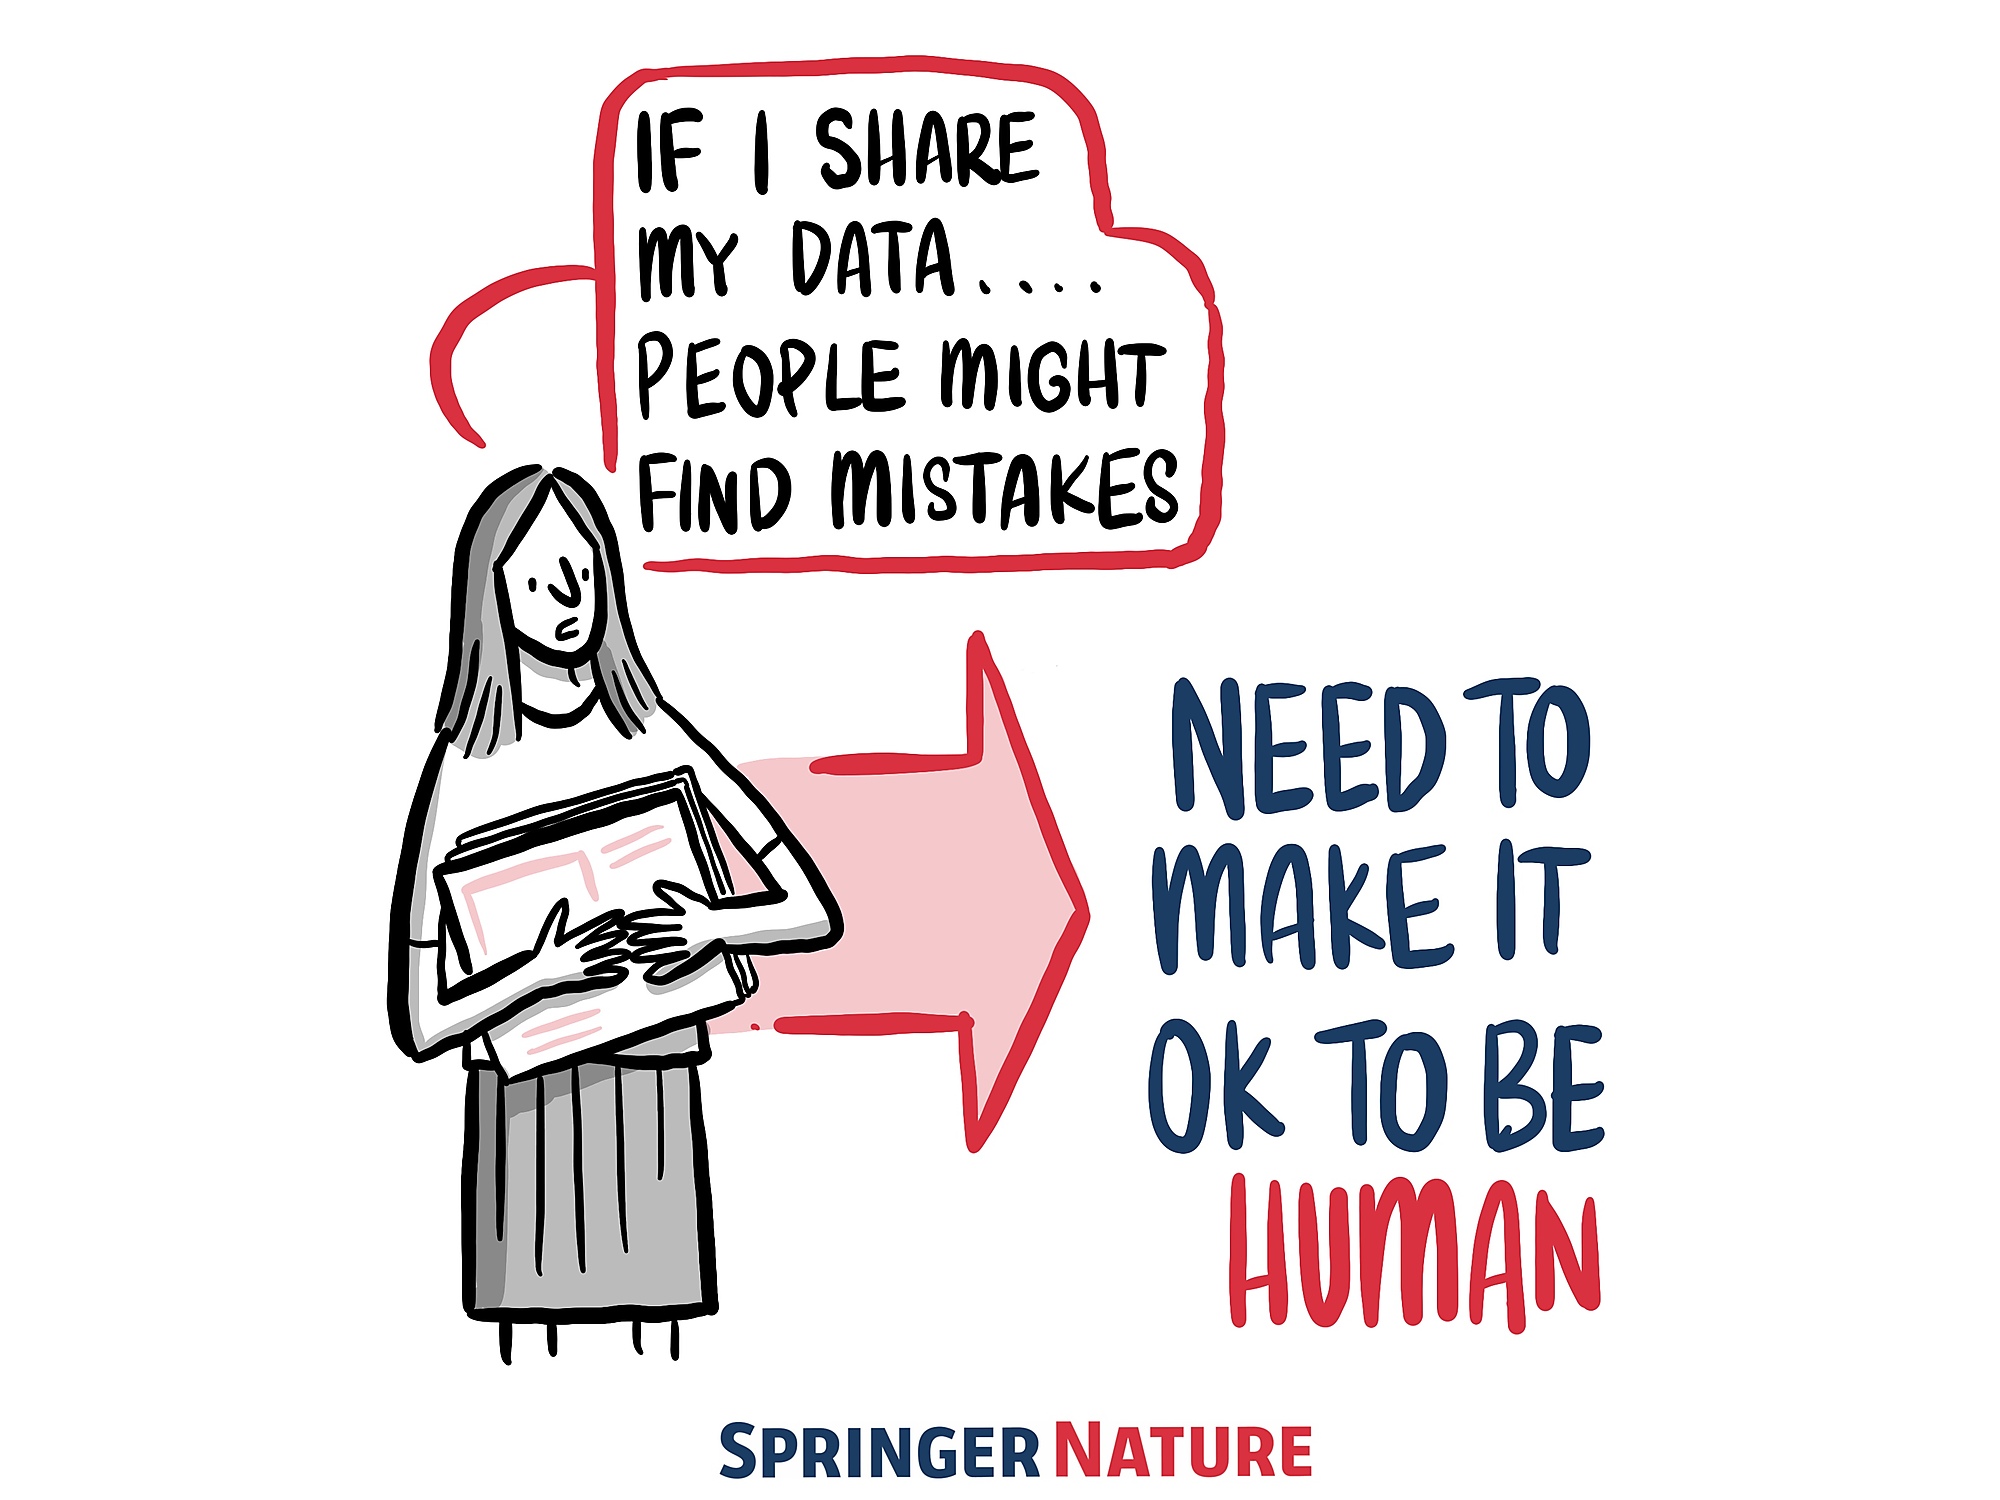 IF I SHARE
MY DATA....
PEOPLE MIGHT
FIND MISTAKES
NEED TO
MAKE IT
OK TO BE
HUMAN
SPRINGER NATURE